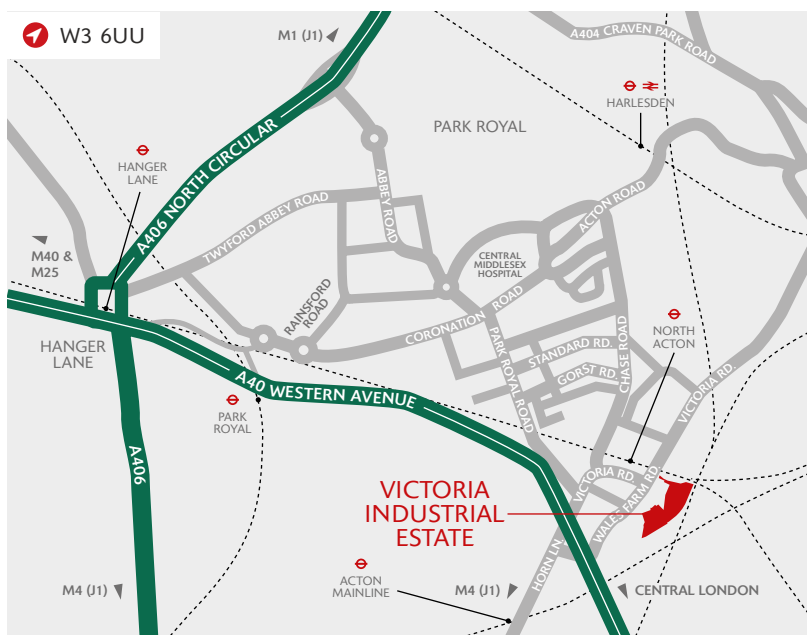 W3 6UU
M1 (J1)
A404 CRAVEN PARK ROAD
HARLESDEN
PARK ROYAL
HANGER
LANE
A406 NORTH CIRCULAR
ABBEY ROAD
TWYFORD ABBEY ROAD
ACTON ROAD
M40 &
M25
CENTRAL
MIDDLESEX
HOSPITAL
RAINSFORD
ROAD
CORONATION ROAD
NORTH
ACTON
HANGER
LANE
STANDARD RD.
GORST RD.
CHASE ROAD
PARK ROYAL ROAD
VICTORIA RD.
A40 WESTERN AVENUE
PARK
ROYAL
A406
VICTORIA RD.
WALES FARM RD.
VICTORIA
INDUSTRIAL
ESTATE
HORN LN.
ACTON
MAINLINE
M4 (J1)
M4 (J1)
CENTRAL LONDON